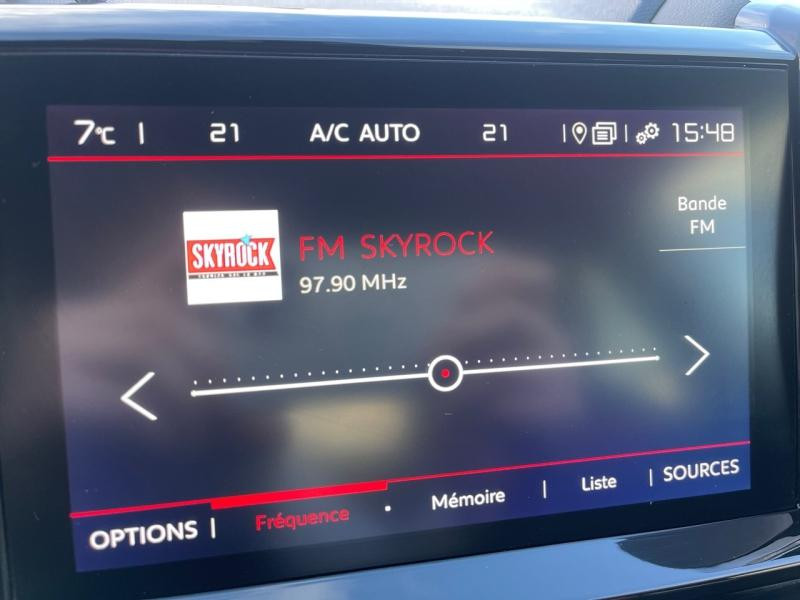 7°C | 21 A/C AUTO 21 15:48
Bande
FM
SKYROCK
FM SKYROCK
97.90 MHz
OPTIONS Fréquence Mémoire Liste SOURCES